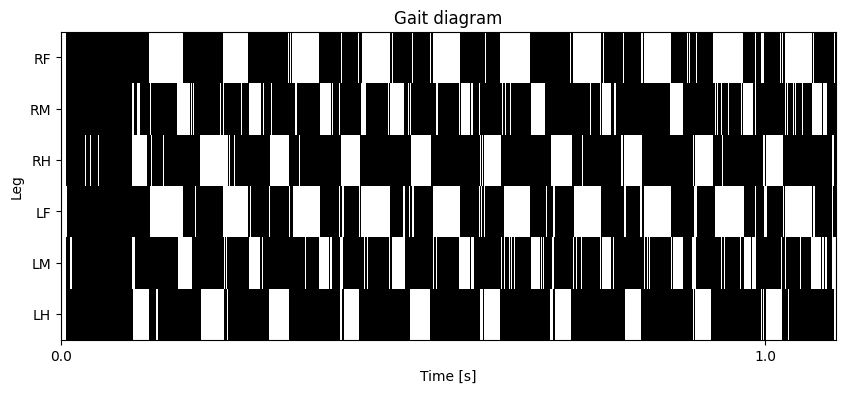 Gait diagram
RF
RM
RH
LF
LM
LH
Leg
0.0
1.0
Time [s]